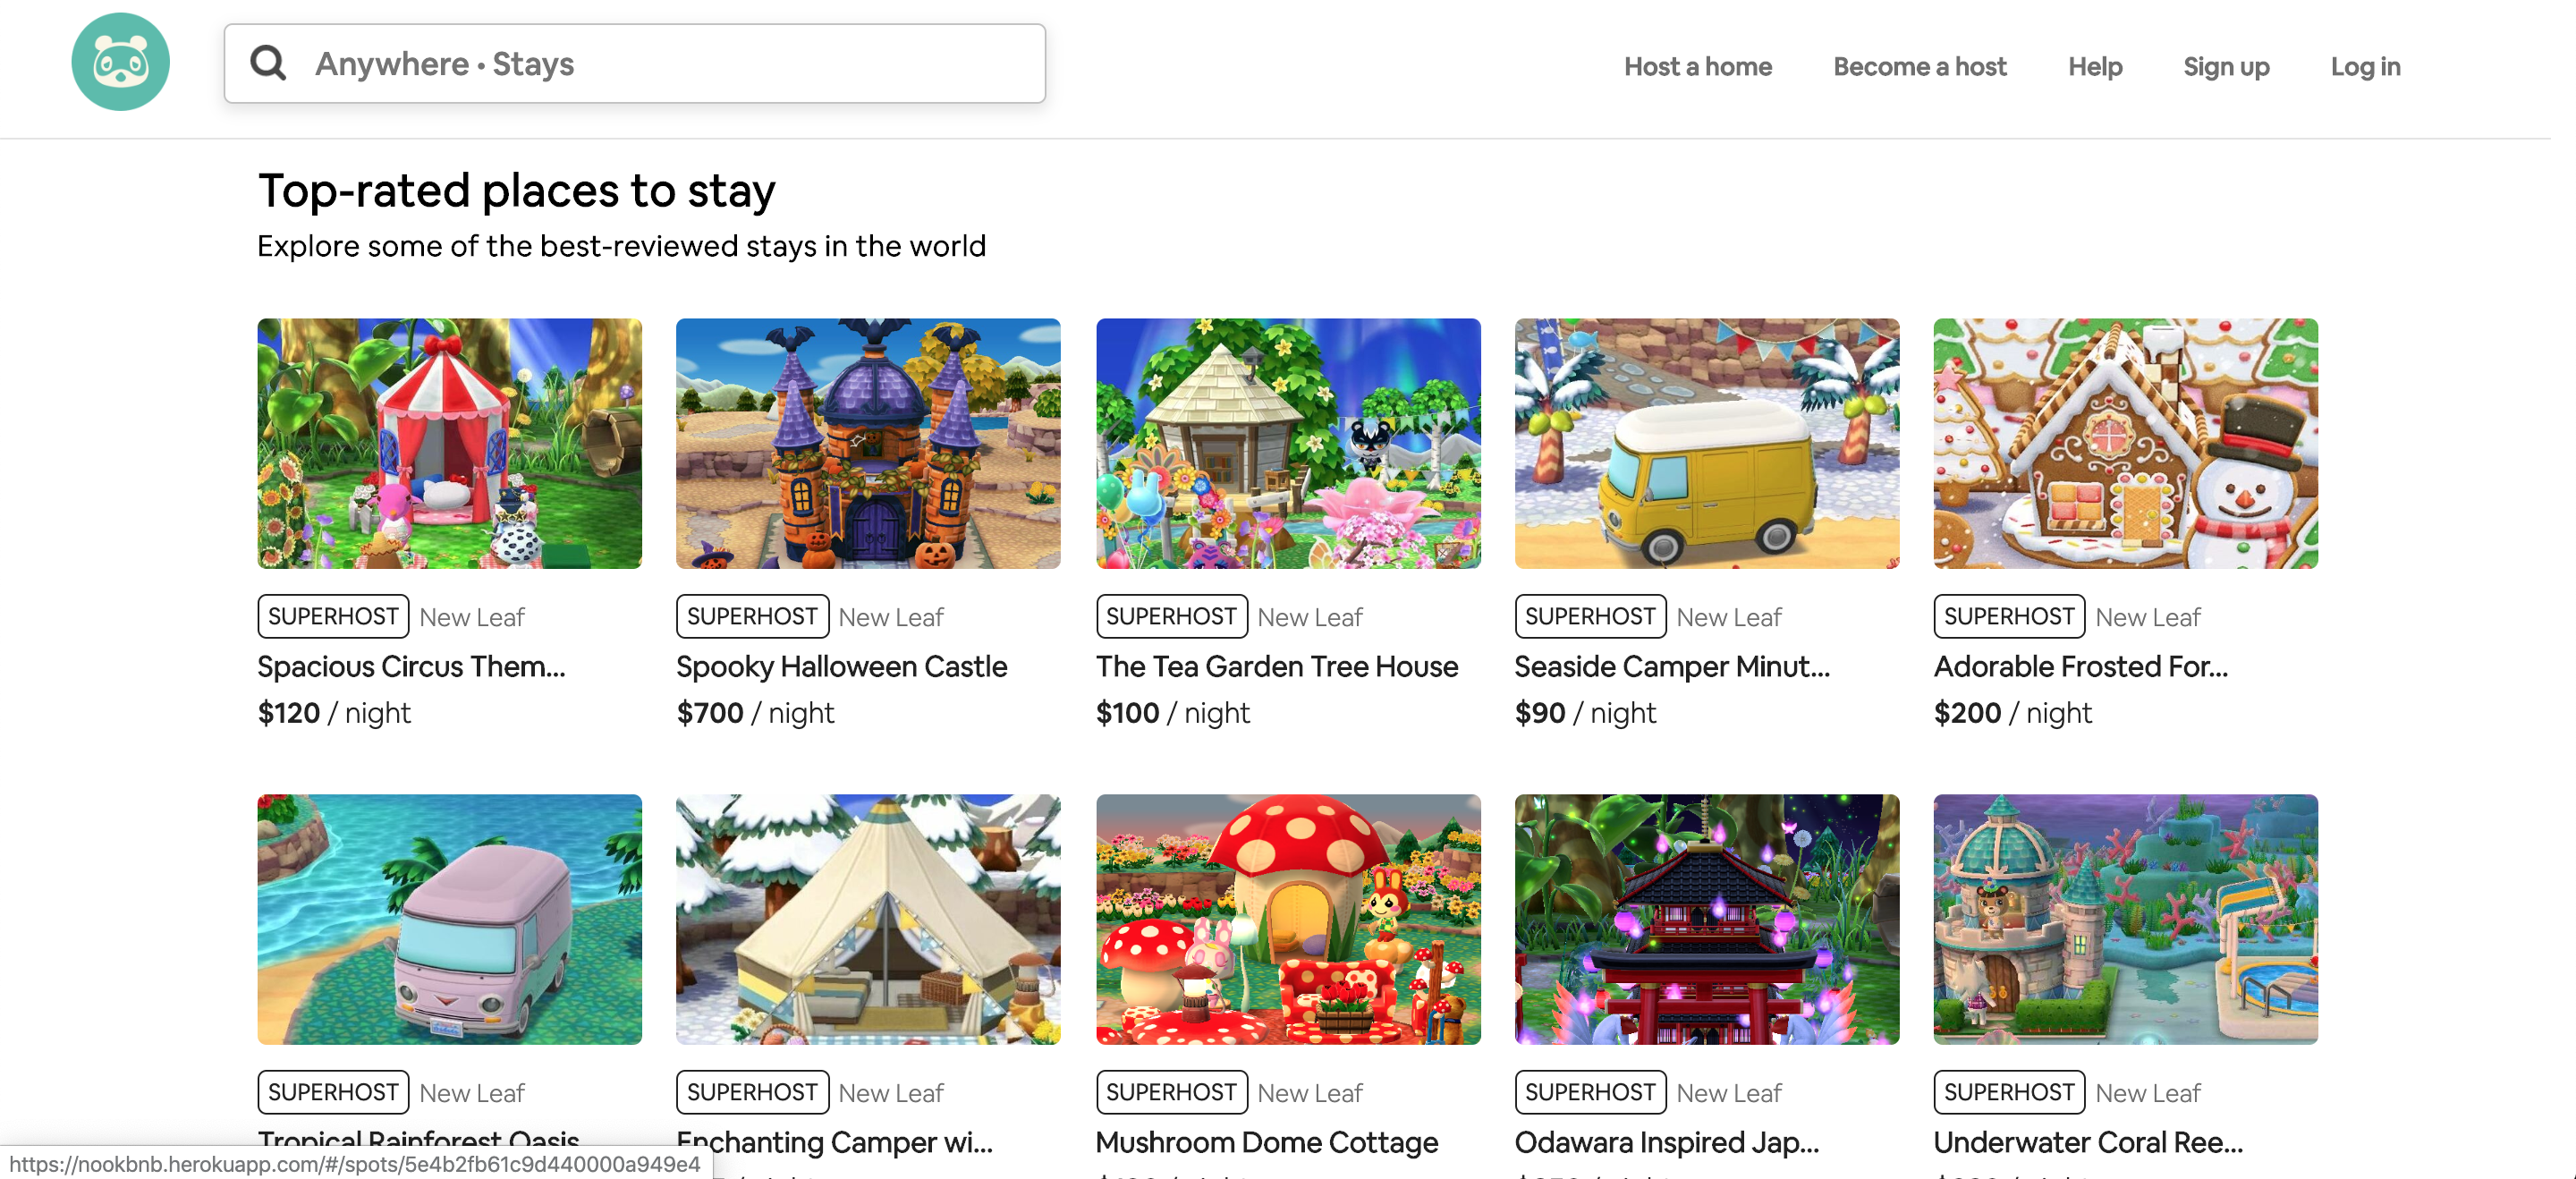 Anywhere • Stays
Host a home
Become a host
Help
Sign up
Log in
Top-rated places to stay
Explore some of the best-reviewed stays in the world
SUPERHOST New Leaf
Spacious Circus Them...
$120 / night
SUPERHOST New Leaf
Spooky Halloween Castle
$700 / night
SUPERHOST New Leaf
The Tea Garden Tree House
$100 / night
SUPERHOST New Leaf
Seaside Camper Minut...
$90 / night
SUPERHOST New Leaf
Adorable Frosted For...
$200 / night
SUPERHOST New Leaf
Tropical Rainforest Oasis
SUPERHOST New Leaf
Enchanting Camper wi...
SUPERHOST New Leaf
Mushroom Dome Cottage
SUPERHOST New Leaf
Odawara Inspired Jap...
SUPERHOST New Leaf
Underwater Coral Ree...
https://nookbnb.herokuapp.com/#/spots/5e4b2fb61c9d440000a949e4